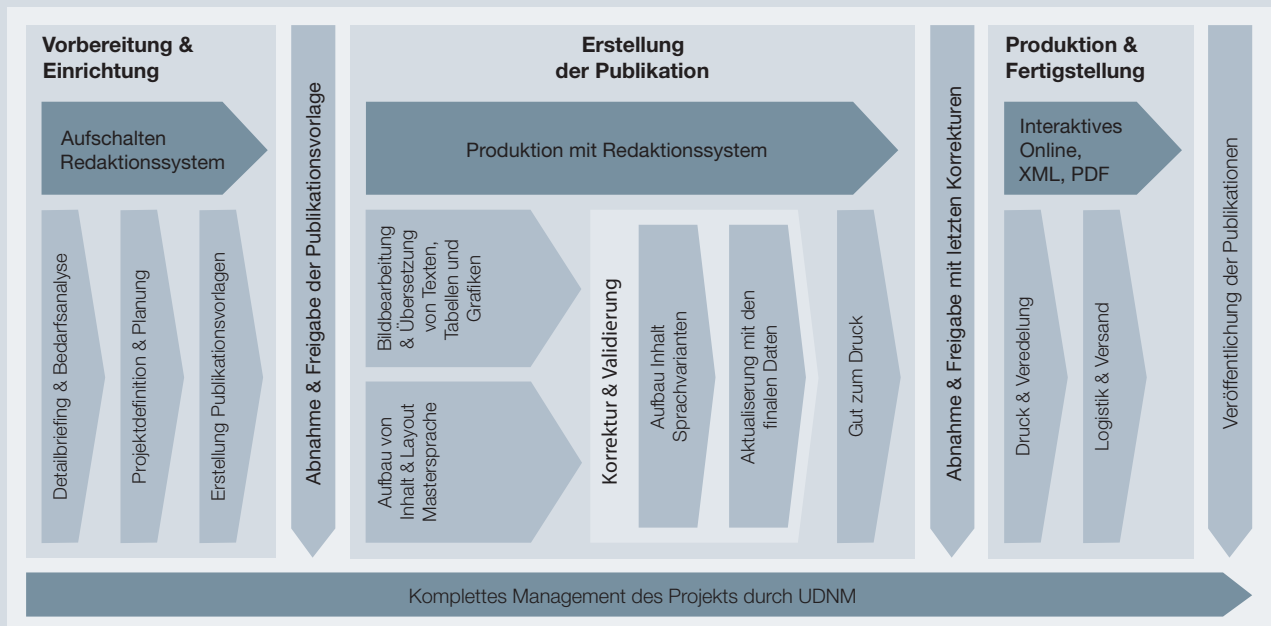 Vorbereitung &
Einrichtung
Aufschalten
Redaktionssystem
Detailbriefing & Bedarfsanalyse
Projektdefinition & Planung
Erstellung Publikationsvorlagen
Abnahme & Freigabe der Publikationsvorlage
Erstellung
der Publikation
Produktion mit Redaktionssystem
Bildbearbeitung
& Übersetzung
von Texten,
Tabellen und
Grafiken
Aufbau von
Inhalt & Layout
Mastersprache
Korrektur & Validierung
Aufbau Inhalt
Sprachvarianten
Aktualiserung mit den
finalen Daten
Gut zum Druck
Abnahme & Freigabe mit letzten Korrekturen
Produktion &
Fertigstellung
Interaktives
Online,
XML, PDF
Druck & Veredelung
Logistik & Versand
Veröffentlichung der Publikationen
Komplettes Management des Projekts durch UDNM